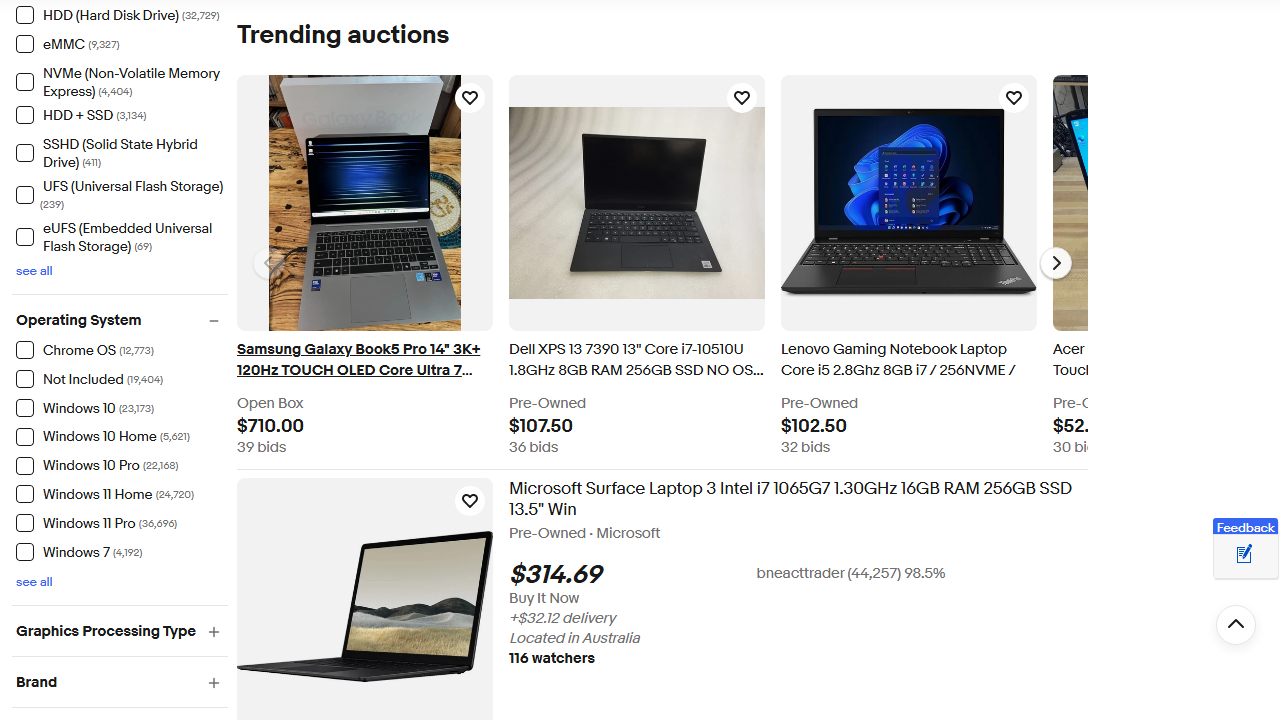 HDD (Hard Disk Drive) (32,729)
eMMC (9,327)
NVMe (Non-Volatile Memory
Express) (4,404)
HDD + SSD (3,134)
SSHD (Solid State Hybrid
Drive) (411)
UFS (Universal Flash Storage)
(239)
eUFS (Embedded Universal
Flash Storage) (69)
see all
Operating System
Chrome OS (12,773)
Not Included (19,404)
Windows 10 (23,173)
Windows 10 Home (5,621)
Windows 10 Pro (22,168)
Windows 11 Home (24,720)
Windows 11 Pro (36,696)
Windows 7 (4,192)
see all
Graphics Processing Type
Brand
Trending auctions
Samsung Galaxy Book5 Pro 14" 3K+
120Hz TOUCH OLED Core Ultra 7...
Open Box
$710.00
39 bids
Dell XPS 13 7390 13" Core i7-10510U
1.8GHz 8GB RAM 256GB SSD NO OS...
Pre-Owned
$107.50
36 bids
ThinkPad
Lenovo Gaming Notebook Laptop
Core i5 2.8Ghz 8GB i7 / 256NVME /
Pre-Owned
$102.50
32 bids
Acer
Touch
Pre-O
$52.
30 bi
Microsoft Surface Laptop 3 Intel i7 1065G7 1.30GHz 16GB RAM 256GB SSD
13.5" Win
Pre-Owned · Microsoft
$314.69
Buy It Now
+$32.12 delivery
Located in Australia
116 watchers
bneacttrader (44,257) 98.5%
Feedback